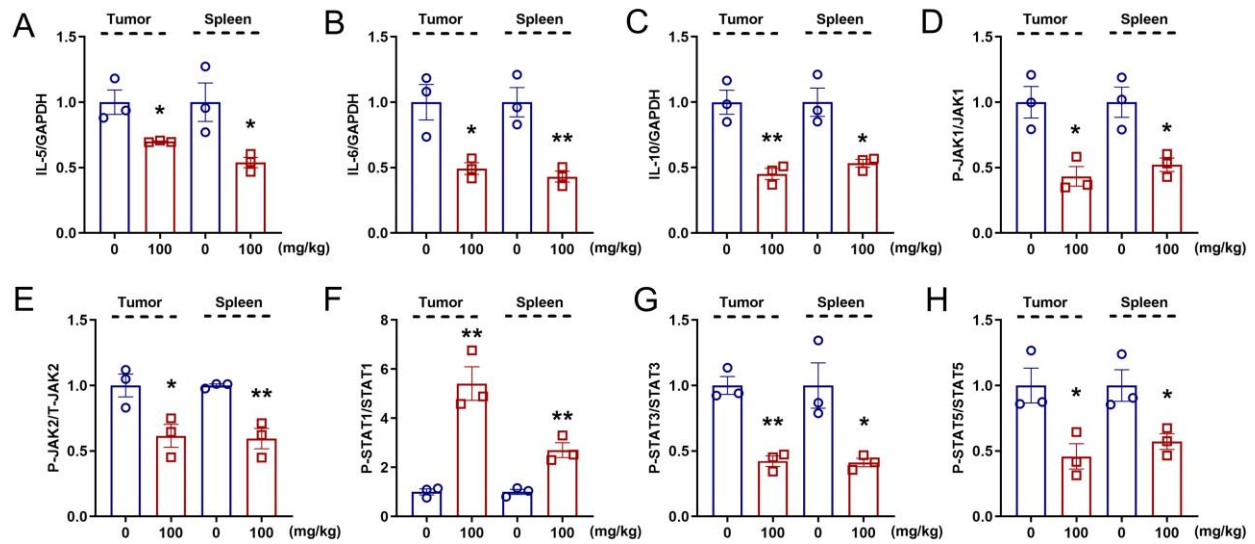 A
Tumor Spleen
IL-5/GAPDH
1.5
1.0
0.5
0.0
* *
0 100 0 100 (mg/kg)
B
Tumor Spleen
IL-6/GAPDH
1.5
1.0
0.5
0.0
* **
0 100 0 100 (mg/kg)
C
Tumor Spleen
IL-10/GAPDH
1.5
1.0
0.5
0.0
** *
0 100 0 100 (mg/kg)
D
Tumor Spleen
P-JAK1/JAK1
1.5
1.0
0.5
0.0
* *
0 100 0 100 (mg/kg)
E
Tumor Spleen
P-JAK2/T-JAK2
1.5
1.0
0.5
0.0
* **
0 100 0 100 (mg/kg)
F
Tumor Spleen
P-STAT1/STAT1
8
6
4
2
0
** **
0 100 0 100 (mg/kg)
G
Tumor Spleen
P-STAT3/STAT3
1.5
1.0
0.5
0.0
** *
0 100 0 100 (mg/kg)
H
Tumor Spleen
P-STAT5/STAT5
1.5
1.0
0.5
0.0
* *
0 100 0 100 (mg/kg)